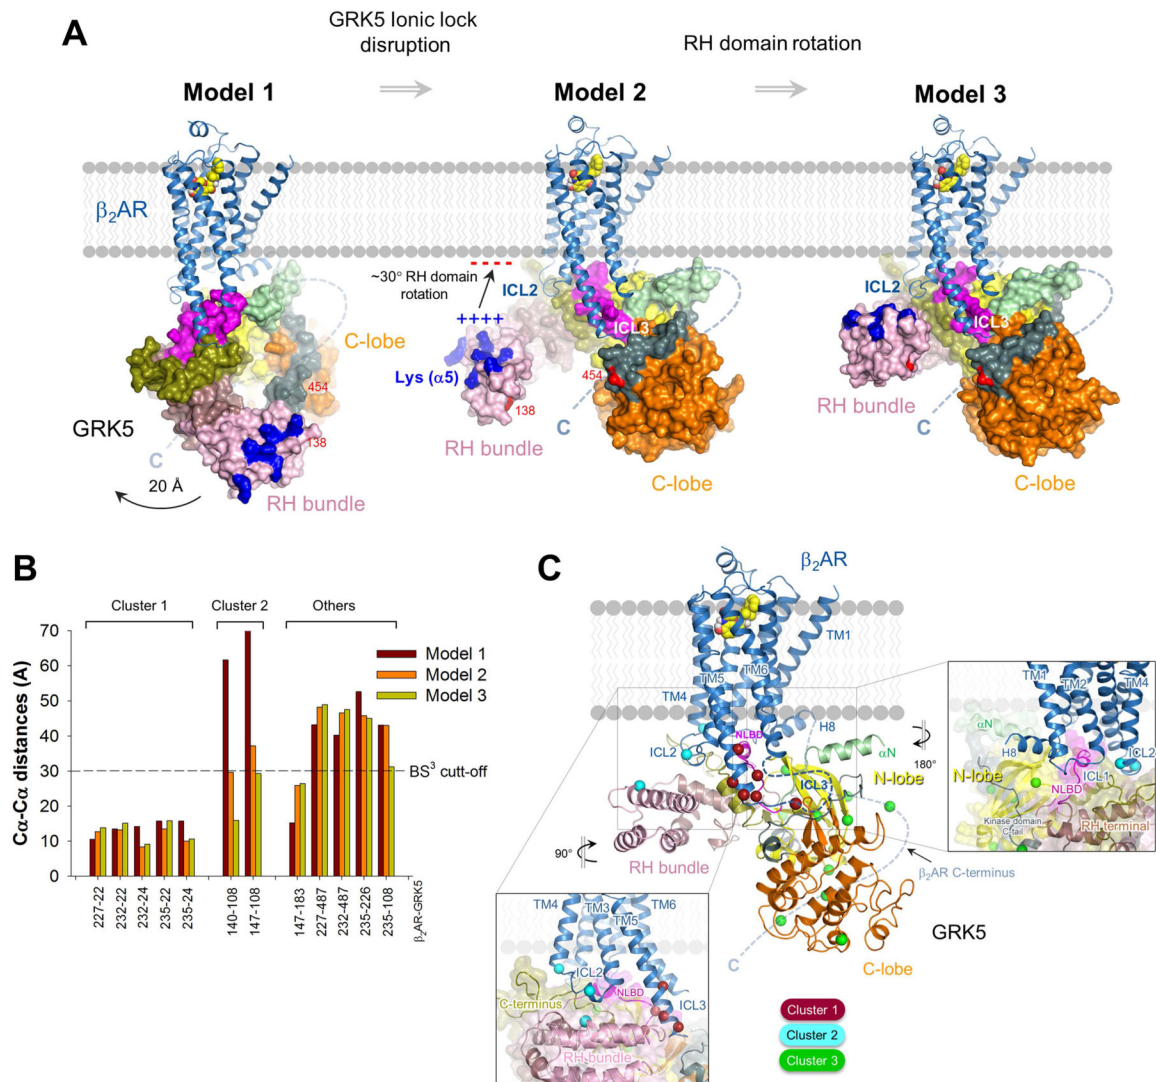 A
GRK5 Ionic lock
disruption
RH domain rotation
Model 1
Model 2
Model 3
β2AR
~30° RH domain
rotation
ICL2
++++
Lys (α5)
138
RH bundle
ICL3
454
C
C-lobe
C-lobe
454
138
GRK5
C
20 Å
RH bundle
ICL2
ICL3
RH bundle
C
C-lobe
B
Cluster 1
Cluster 2
Others
70
60
50
40
30
20
10
0
Cα-Cα distances (A)
Model 1
Model 2
Model 3
BS3 cutt-off
227-22
232-22
232-24
235-22
235-24
140-108
147-108
147-183
227-487
232-487
235-226
235-108
β2AR-GRK5
C
β2AR
TM1
TM6
TM5
TM4
H8
NLBD
ICL2
αN
180°
N-lobe
ICL3
RH bundle
90°
β2AR C-terminus
GRK5
C
C-lobe
TM1
TM2
TM4
αN
H8
ICL2
N-lobe
ICL1
NLBD
Kinase domain
C-tail
RH terminal
TM4
TM3
TM6
TM5
ICL2
NLBD
C-terminus
ICL3
RH bundle
Cluster 1
Cluster 2
Cluster 3